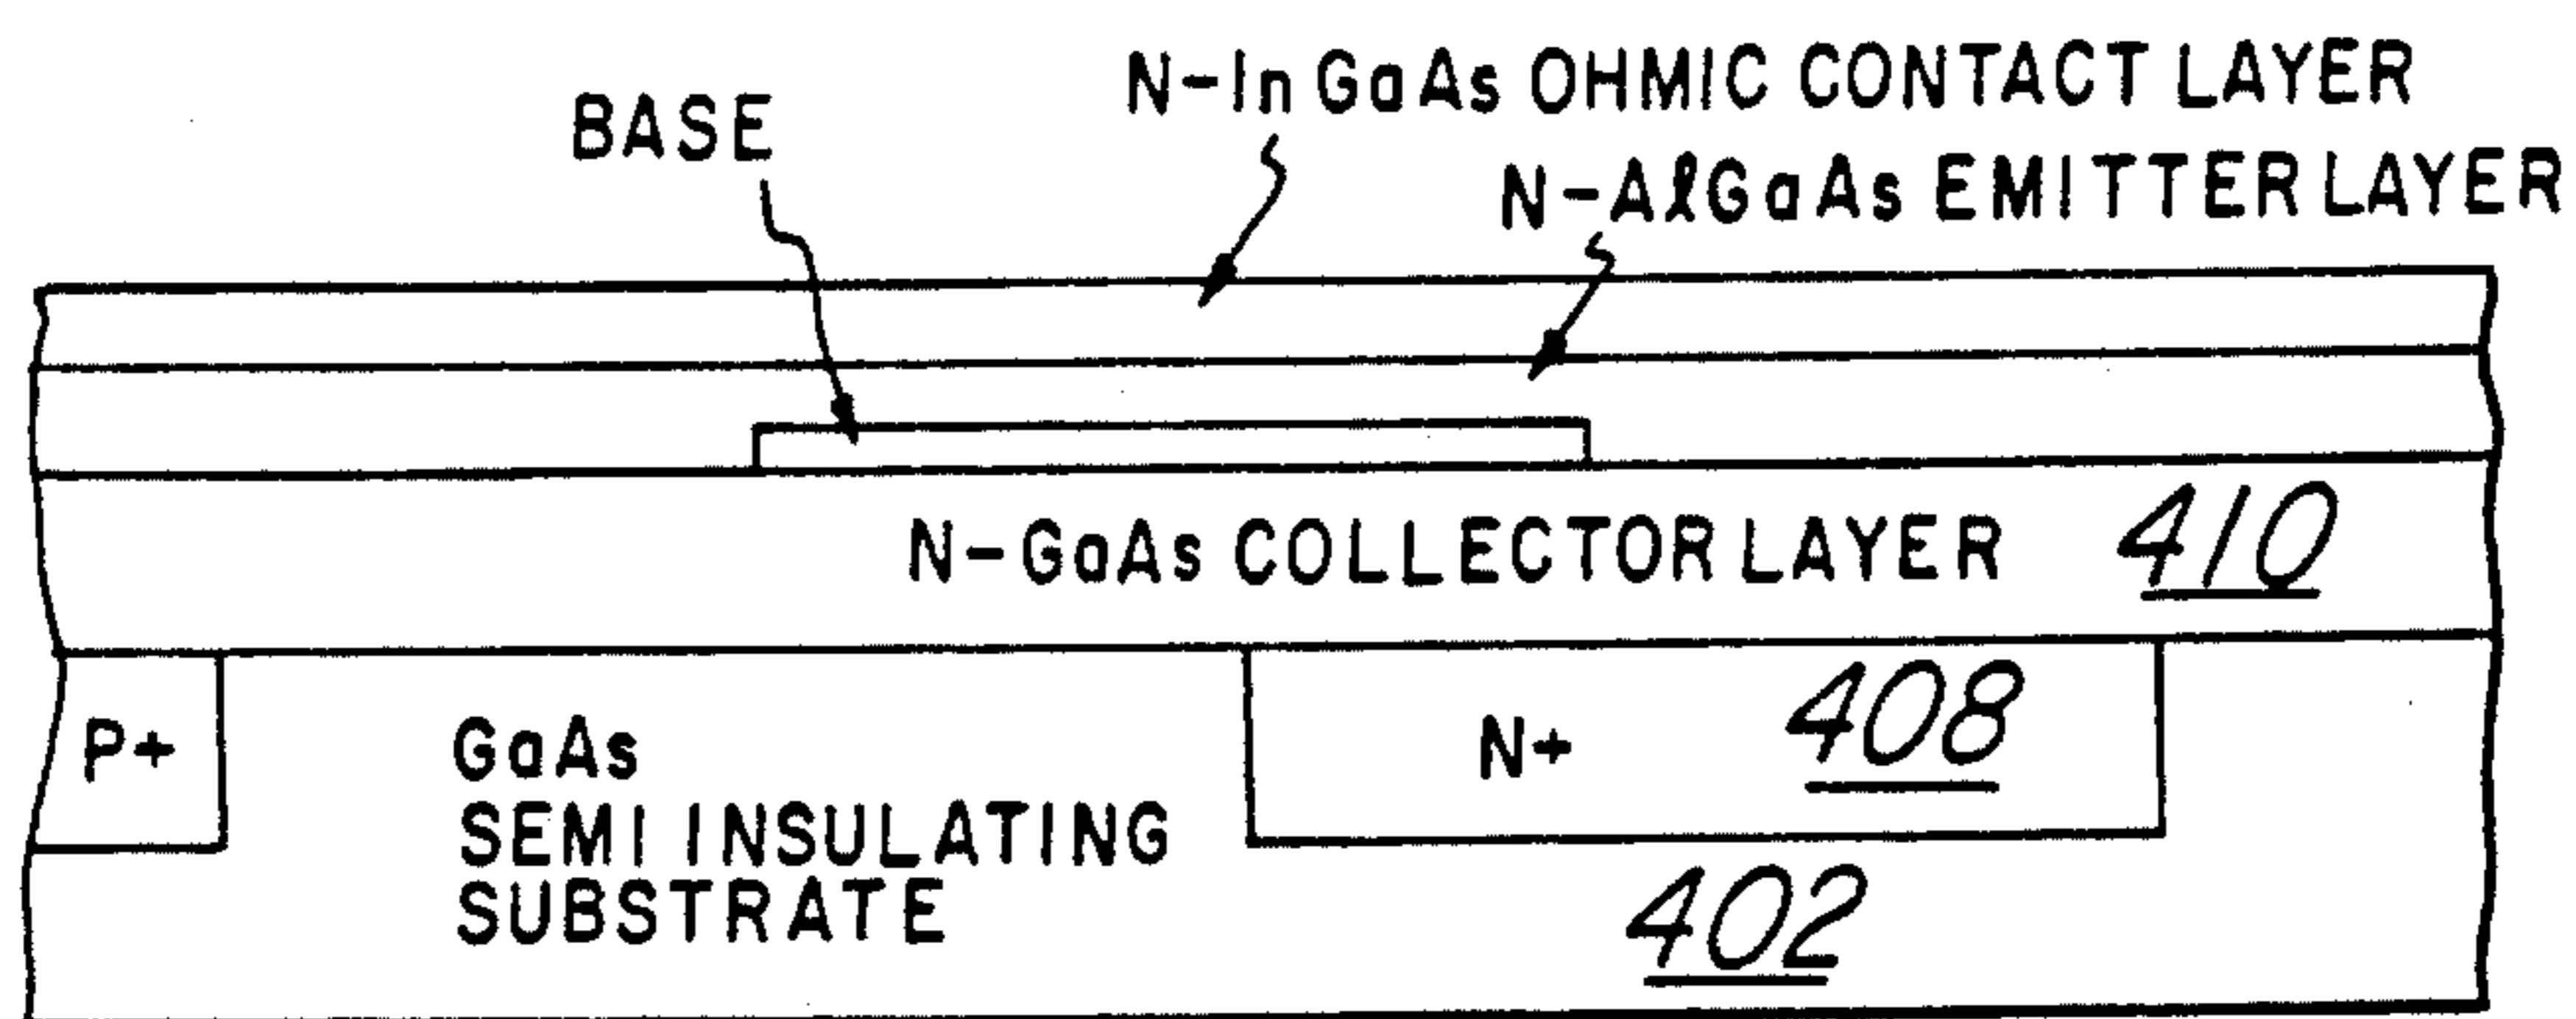 N-InGaAs OHMIC CONTACT LAYER
BASE
N-AlGaAs EMITTER LAYER
N-GaAs COLLECTOR LAYER 410
P+
GaAs
SEMI INSULATING
SUBSTRATE
N+ 408
402